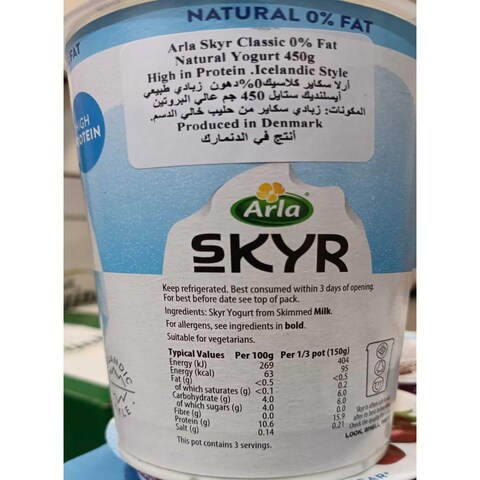 NATURAL 0% FAT
FAT
Arla Skyr Classic 0% Fat
Natural Yogurt 450g
High in Protein .Icelandic Style
أرلا سكاير كلاسيك0%دهون زبادي طبيعي
أيسلنديك ستايل 450 جم عالي البروتين
المكونات: زبادي سكاير من حليب خالي الدسم.
Produced in Denmark
أنتج في الدنمارك
HIGH
PROTEIN
Arla
SKYR
Keep refrigerated. Best consumed within 3 days of opening.
For best before date see top of pack.
Ingredients: Skyr Yogurt from Skimmed Milk.
For allergens, see ingredients in bold.
Suitable for vegetarians.
Typical Values Per 100g Per 1/3 pot (150g)
Energy (kJ) 269 404
Energy (kcal) 63 95
Fat (g) <0.5 <0.5
of which saturates (g) <0.1 0.2
Carbohydrate (g) 4.0 6.0
of which sugars (g) 4.0 6.0
Fibre (g) 0.0 0.0
Protein (g) 10.6 15.9
Salt (g) 0.14 0.21
This pot contains 3 servings.
LANDIC
YLE
LOOK, SMELL